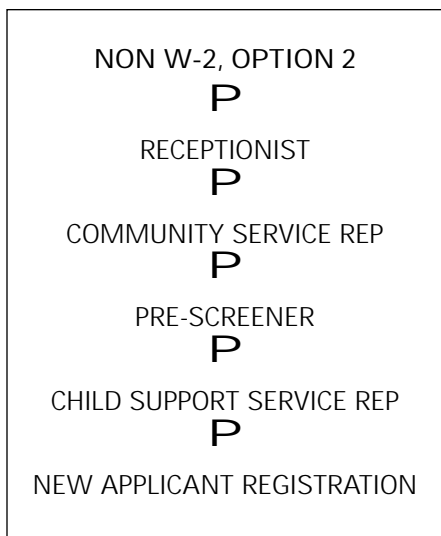 NON W-2, OPTION 2
P
RECEPTIONIST
P
COMMUNITY SERVICE REP
P
PRE-SCREENER
P
CHILD SUPPORT SERVICE REP
P
NEW APPLICANT REGISTRATION